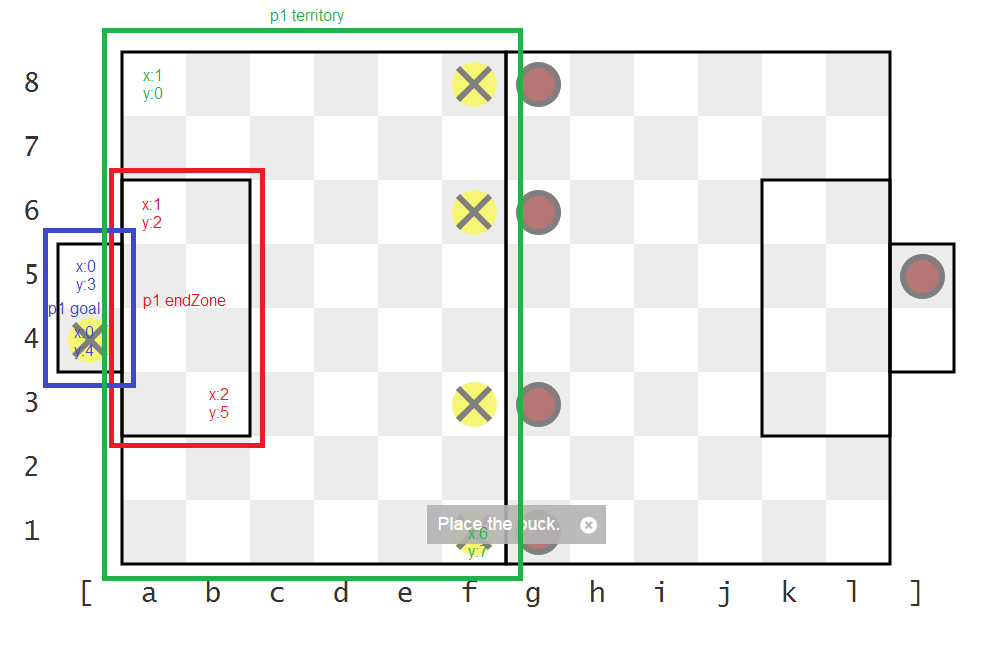 p1 territory
8
x:1
y:0
7
6
x:1
y:2
5
x:0
y:3
p1 goal
p1 endZone
4
x:0
y:4
3
x:2
y:5
2
1
Place the puck.
x:6
y:7
[ a b c d e f g h i j k l ]